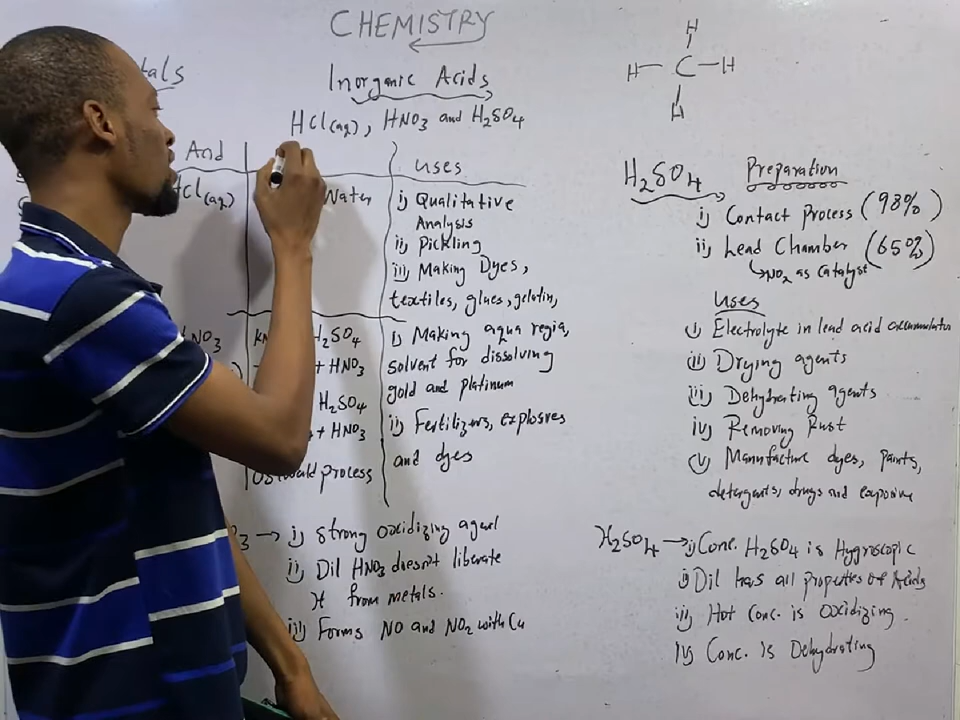 CHEMISTRY
Inorganic Acids
HCl(aq), HNO3 and H2SO4
tals
Acid
uses
HCl(aq)
Water
i) Qualitative
Analysis
ii) Pickling
iii) Making Dyes,
textiles, glues, gelatin,
NO3
H2SO4
+ HNO3
H2SO4
+ HNO3
process
i) Making aqua regia,
solvent for dissolving
gold and platinum
ii) Fertilizers, explosves
and dyes
3 → i) Strong oxidizing agent
ii) Dil HNO3 doesn't liberate
H from metals.
iii) Forms NO and NO2 with Cu
H
H — C — H
H
H2SO4
Preparation
i) Contact Process (98%)
ii) Lead Chamber (65%)
NO2 as Catalyst
uses
i) Electrolyte in lead acid accumulator
ii) Drying agents
iii) Dehydrating agents
iv) Removing Rust
v) Manufacture dyes, paints,
detergents, drugs and exposive
H2SO4 → i) Conc. H2SO4 is Hygroscopic
ii) Dil has all properties of Acids
iii) Hot Conc. is Oxidizing.
iv) Conc. is Dehydrating